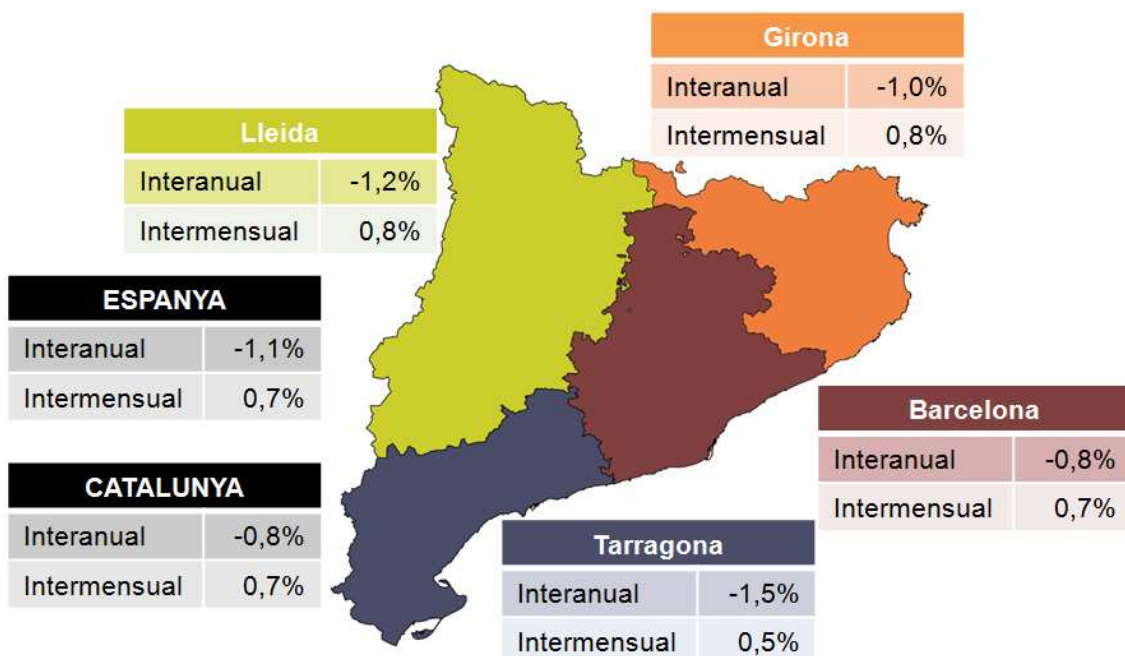 Girona
Interanual -1,0%
Intermensual 0,8%
Lleida
Interanual -1,2%
Intermensual 0,8%
ESPANYA
Interanual -1,1%
Intermensual 0,7%
Barcelona
Interanual -0,8%
Intermensual 0,7%
CATALUNYA
Interanual -0,8%
Intermensual 0,7%
Tarragona
Interanual -1,5%
Intermensual 0,5%